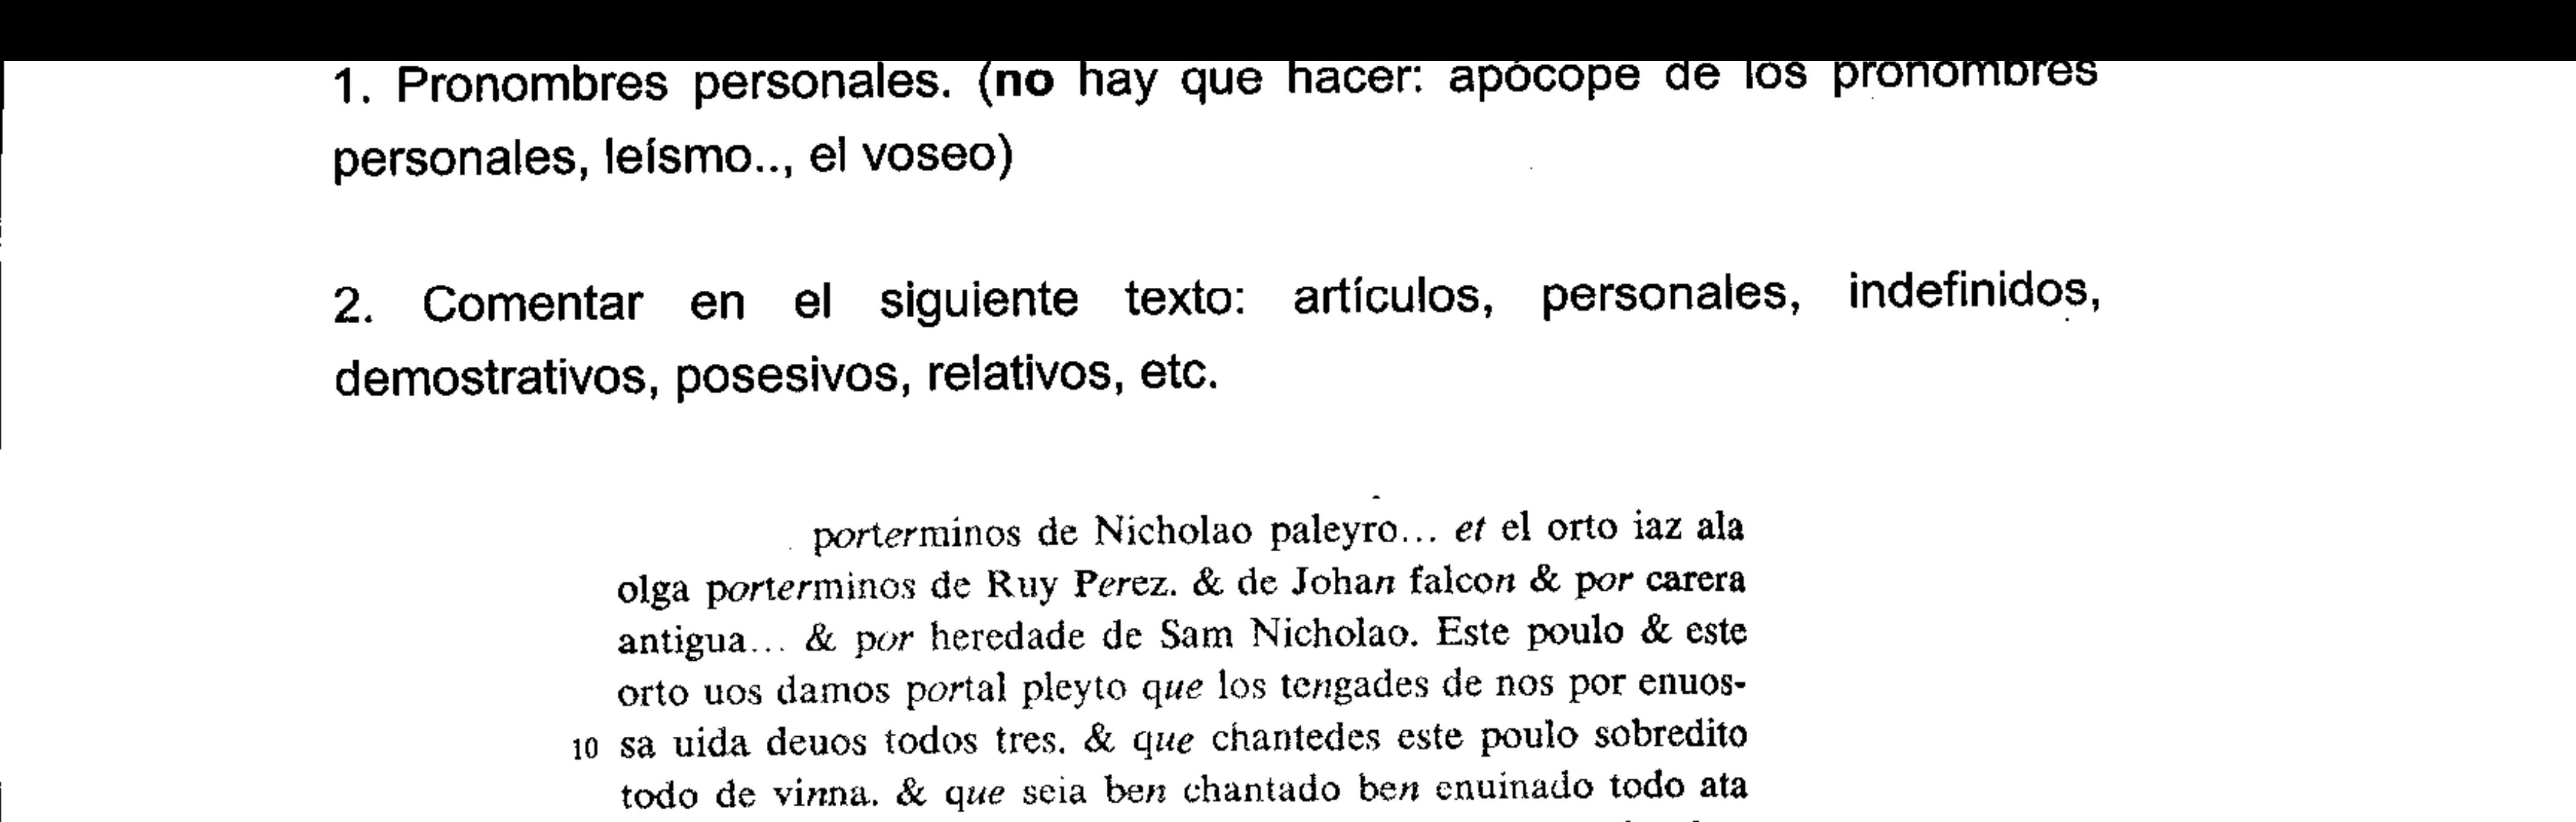 1. Pronombres personales. (no hay que hacer: apócope de los pronombres
personales, leísmo.., el voseo)
2. Comentar en el siguiente texto: artículos, personales, indefinidos,
demostrativos, posesivos, relativos, etc.
porterminos de Nicholao paleyro... et el orto iaz ala
olga porterminos de Ruy Perez. & de Johan falcon & por carera
antigua... & por heredade de Sam Nicholao. Este poulo & este
orto uos damos portal pleyto que los tengades de nos por enuos-
10 sa uida deuos todos tres. & que chantedes este poulo sobredito
todo de vinna. & que seia ben chantado ben enuinado todo ata